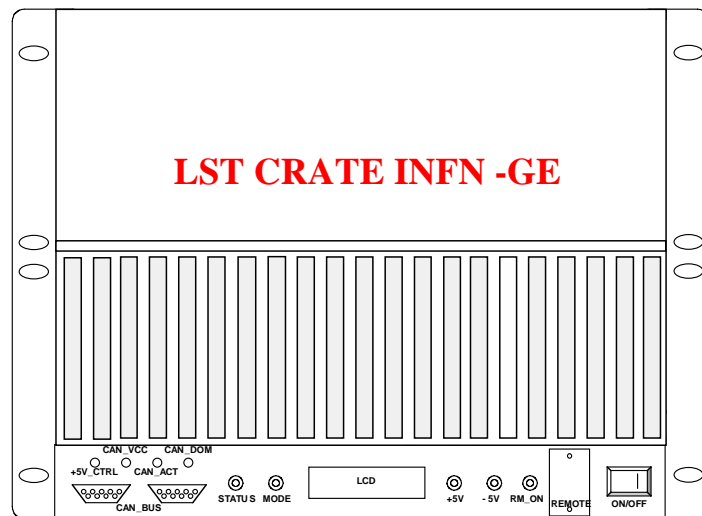 LST CRATE INFN -GE
CAN_VCC CAN_DOM
+5V_CTRL CAN_ACT
LCD
STATUS MODE +5V - 5V RM_ON REMOTE ON/OFF
CAN_BUS